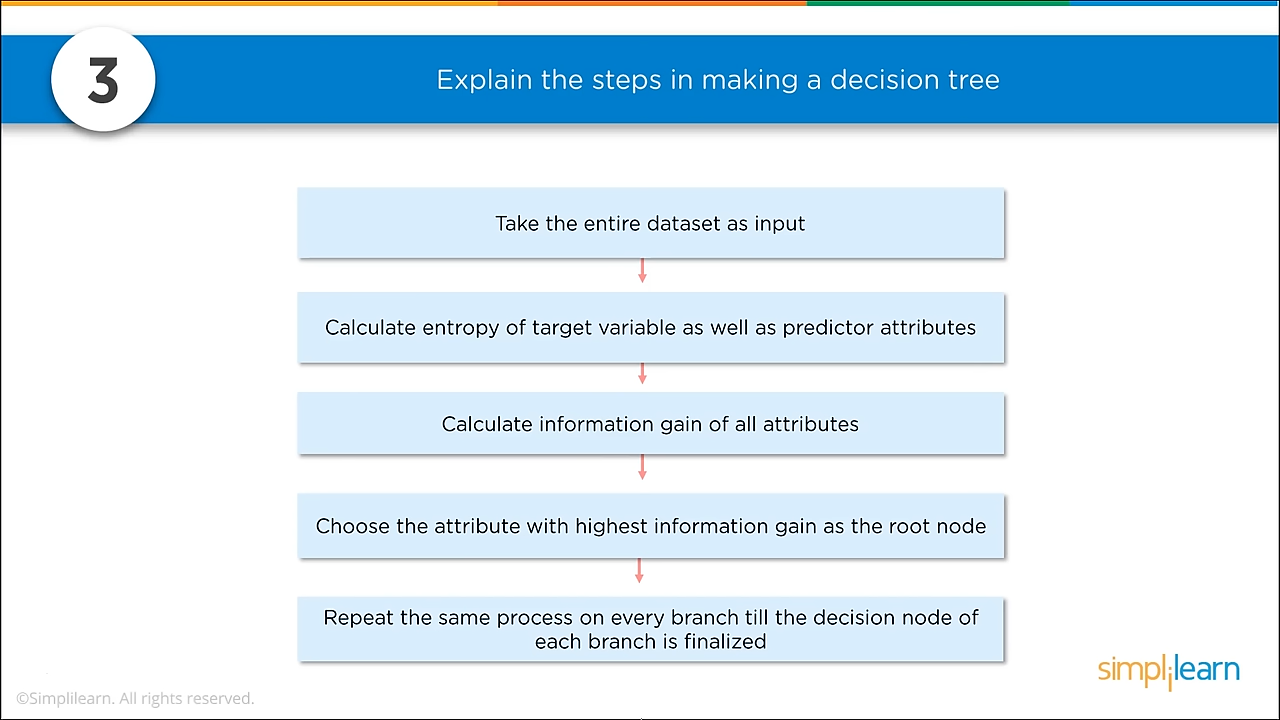 3
Explain the steps in making a decision tree
Take the entire dataset as input
Calculate entropy of target variable as well as predictor attributes
Calculate information gain of all attributes
Choose the attribute with highest information gain as the root node
Repeat the same process on every branch till the decision node of
each branch is finalized
simplilearn
©Simplilearn. All rights reserved.